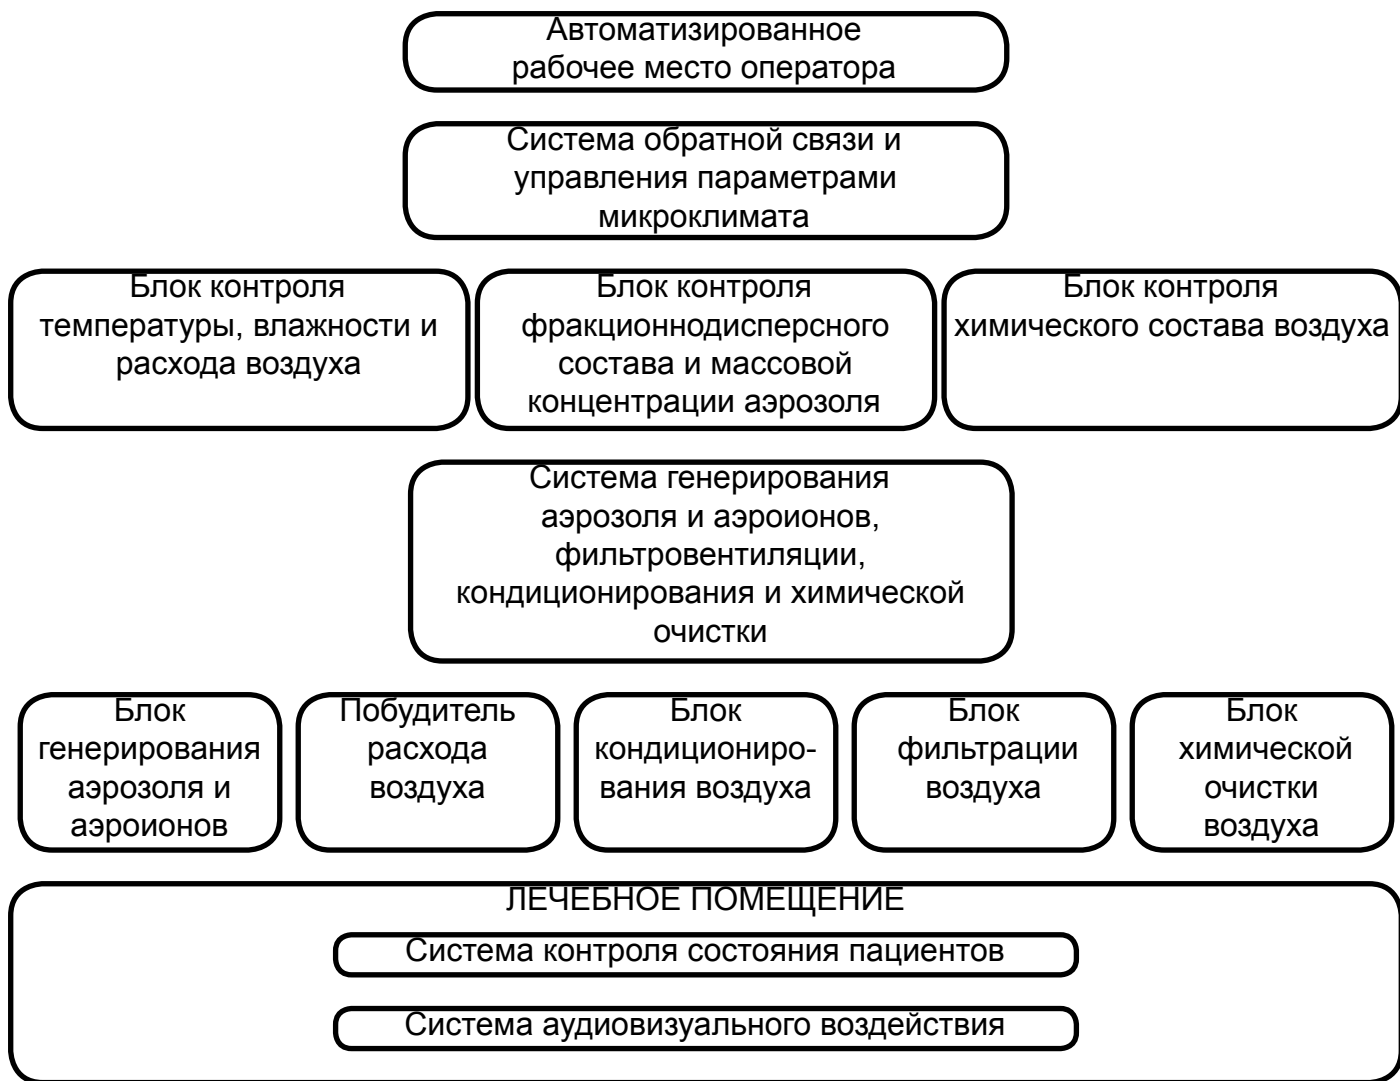 Автоматизированное
рабочее место оператора
Система обратной связи и
управления параметрами
микроклимата
Блок контроля
температуры, влажности и
расхода воздуха
Блок контроля
фракционнодисперсного
состава и массовой
концентрации аэрозоля
Блок контроля
химического состава воздуха
Система генерирования
аэрозоля и аэроионов,
фильтровентиляции,
кондиционирования и химической
очистки
Блок
генерирования
аэрозоля и
аэроионов
Побудитель
расхода
воздуха
Блок
кондициониро-
вания воздуха
Блок
фильтрации
воздуха
Блок
химической
очистки
воздуха
ЛЕЧЕБНОЕ ПОМЕЩЕНИЕ
Система контроля состояния пациентов
Система аудиовизуального воздействия